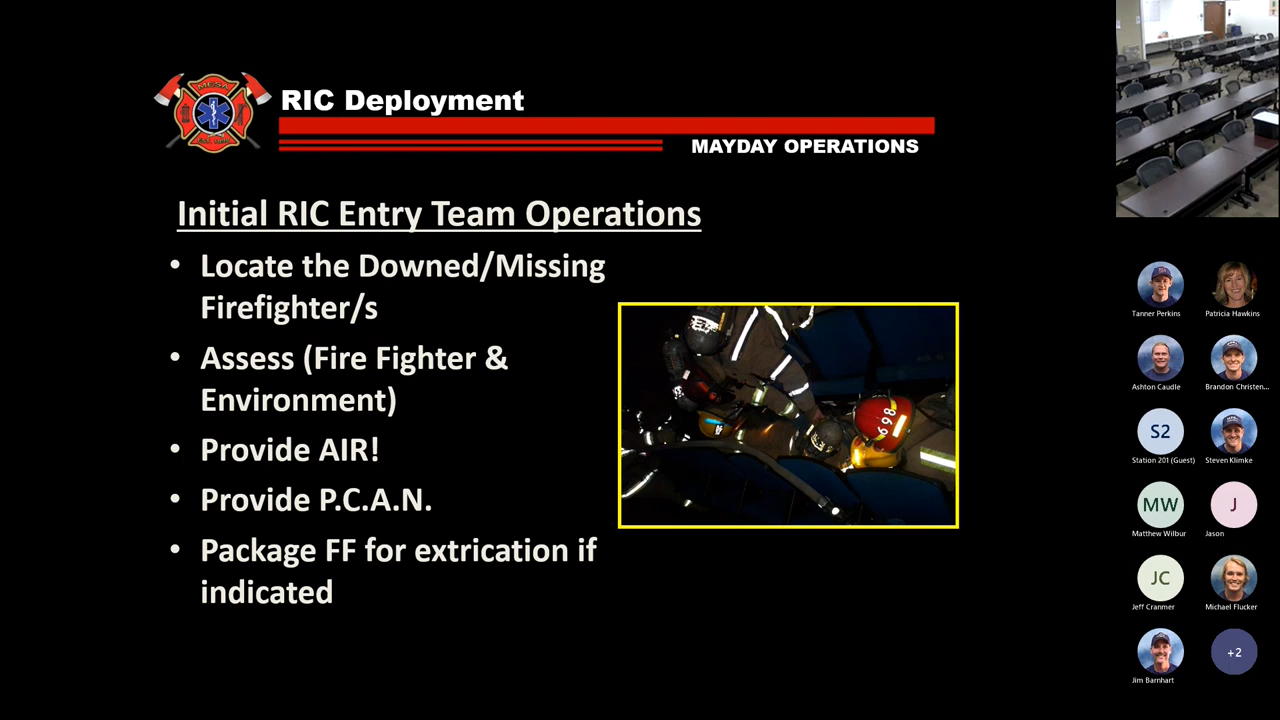 RIC Deployment
MAYDAY OPERATIONS
MESA
Initial RIC Entry Team Operations
• Locate the Downed/Missing
Firefighter/s
• Assess (Fire Fighter &
Environment)
• Provide AIR!
• Provide P.C.A.N.
• Package FF for extrication if
indicated
698
Tanner Perkins
Patricia Hawkins
Ashton Caudle
Brandon Christen...
S2
Station 201 (Guest)
Steven Klimke
MW
Matthew Wilbur
J
Jason
JC
Jeff Cranmer
Michael Flucker
Jim Barnhart
+2